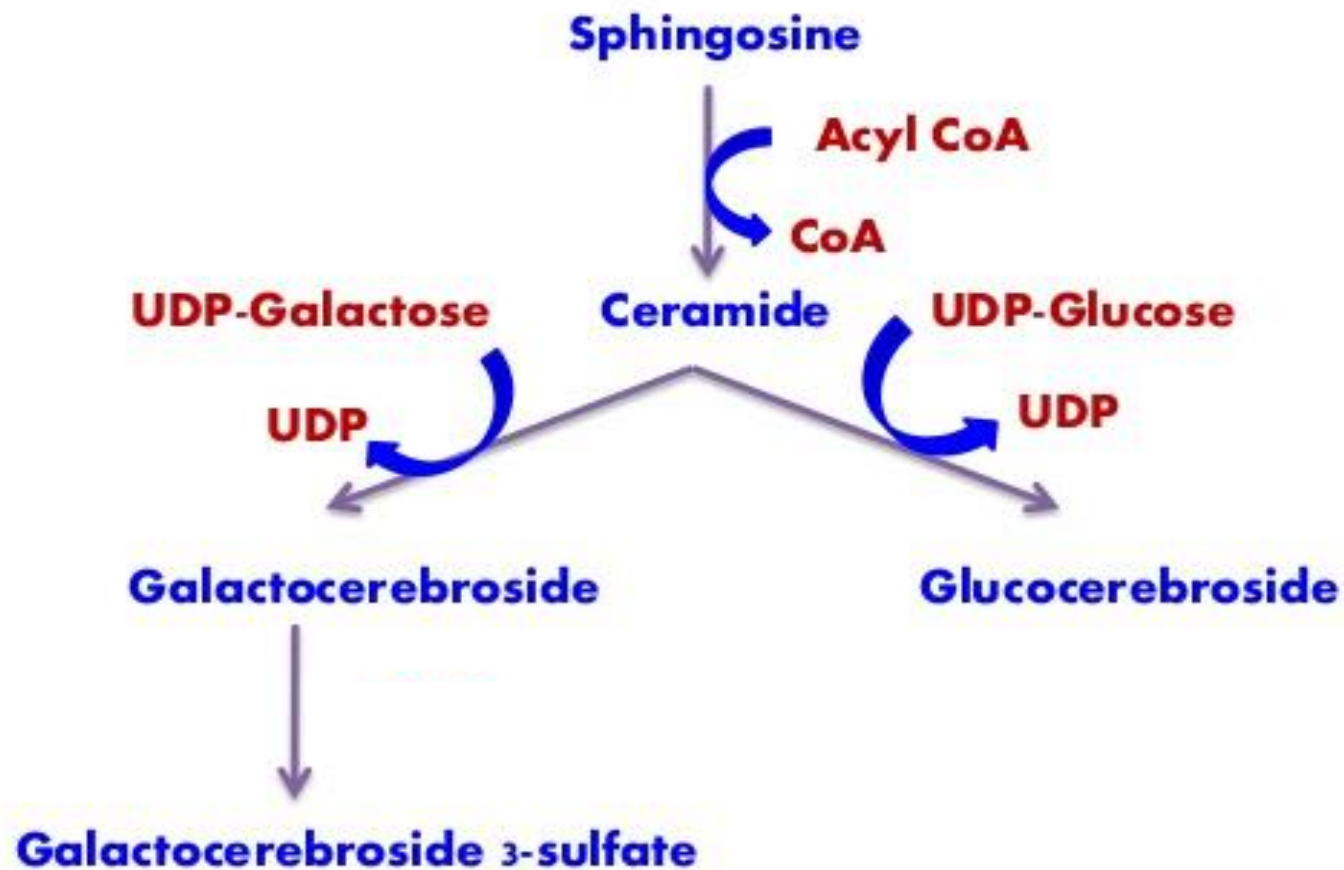 Sphingosine
Acyl CoA
CoA
UDP-Galactose
Ceramide
UDP-Glucose
UDP
UDP
Galactocerebroside
Glucocerebroside
Galactocerebroside 3-sulfate